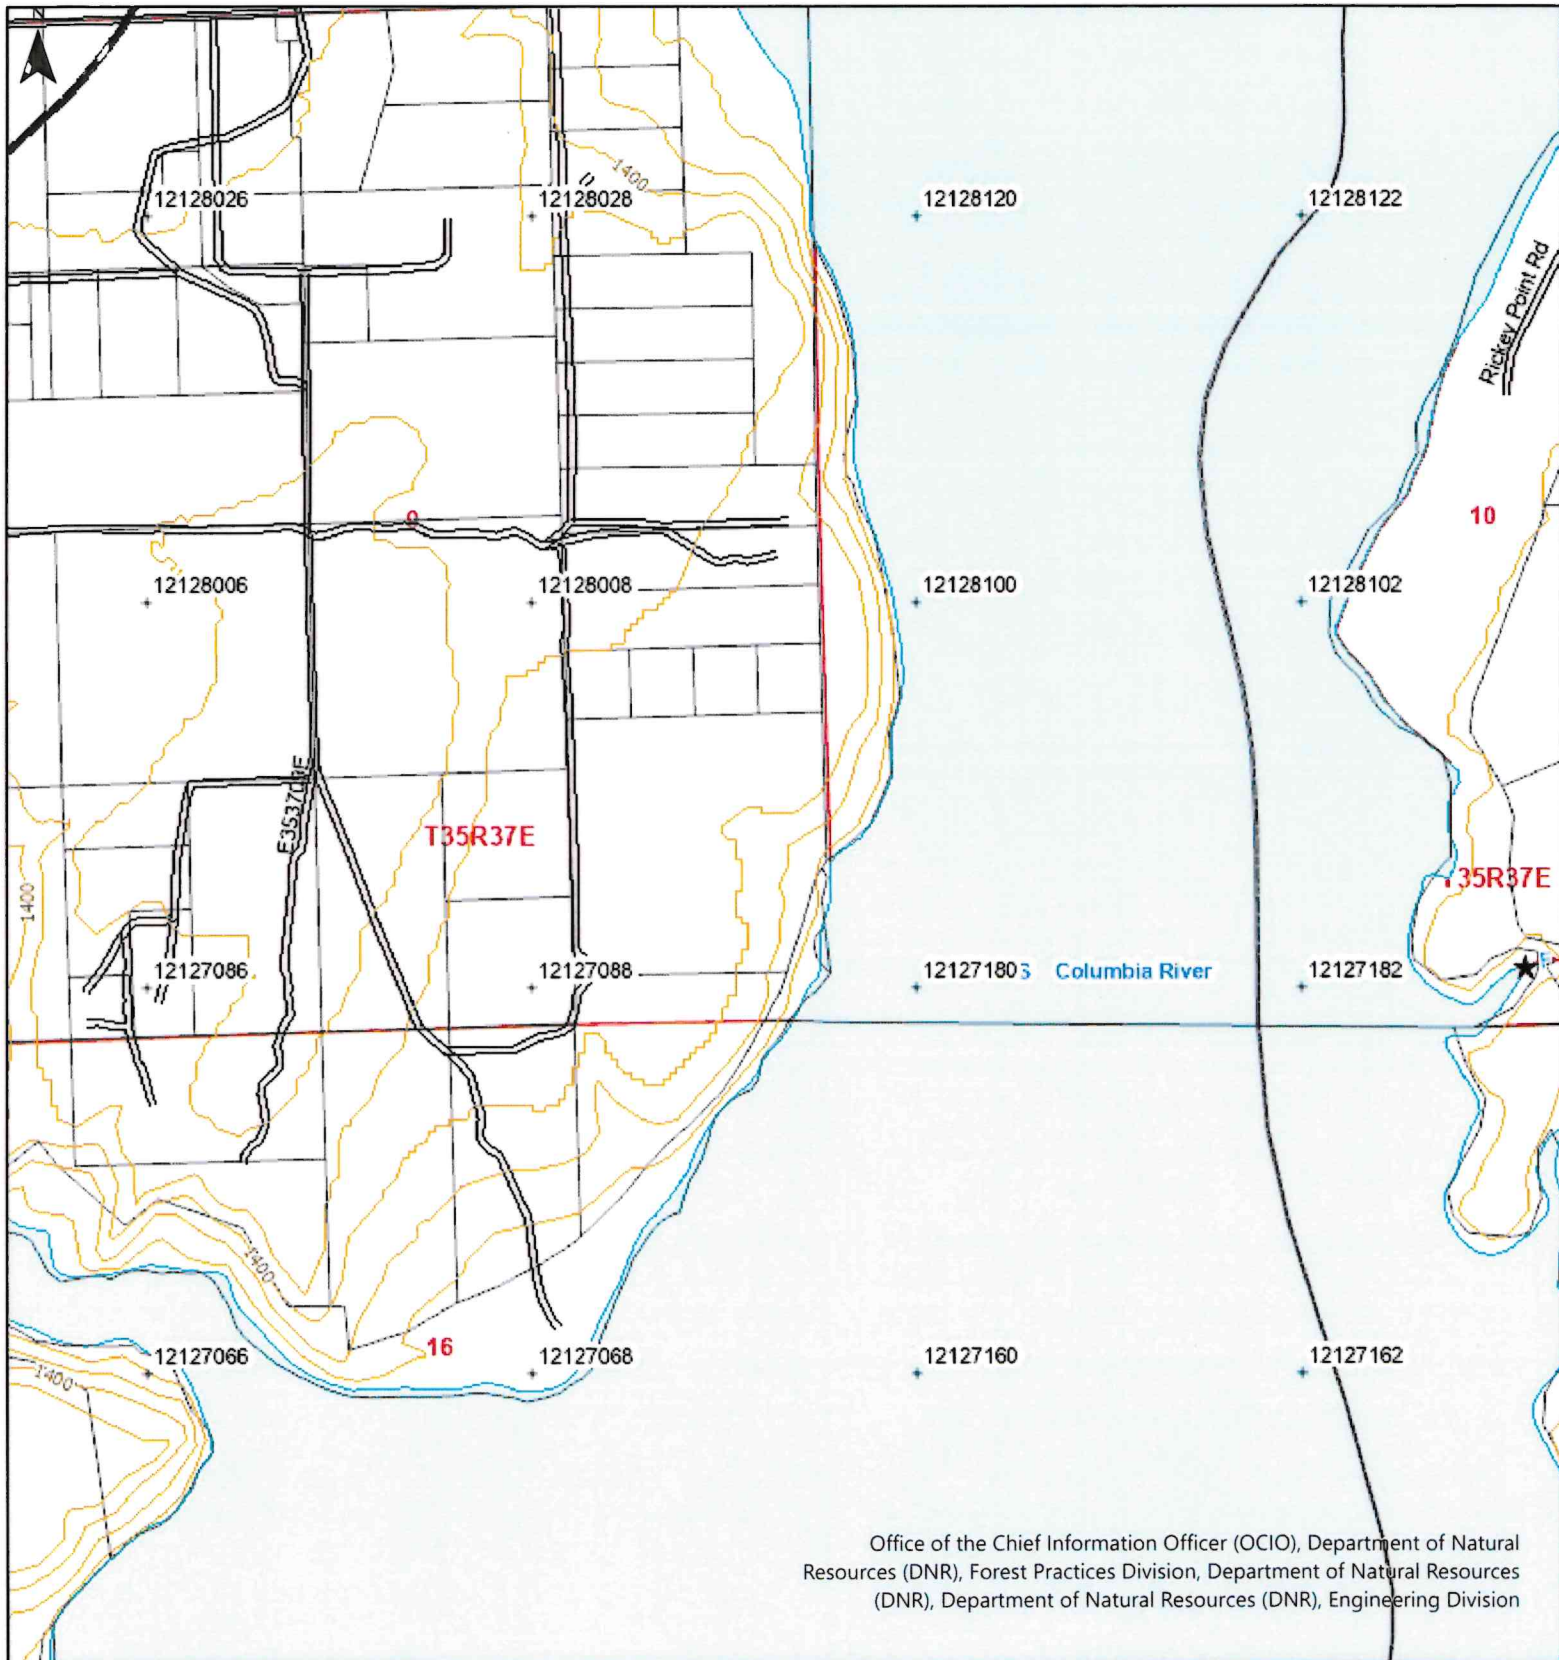 N
1400
12128026
12128028
12128120
12128122
Rickey Point Rd
9
10
12128006
12128008
12128100
12128102
T35R37E
1400
T35R37E
12127086
12127088
12127180
S Columbia River
12127182
F
1400
16
12127066
12127068
12127160
12127162
1400
Office of the Chief Information Officer (OCIO), Department of Natural
Resources (DNR), Forest Practices Division, Department of Natural Resources
(DNR), Department of Natural Resources (DNR), Engineering Division